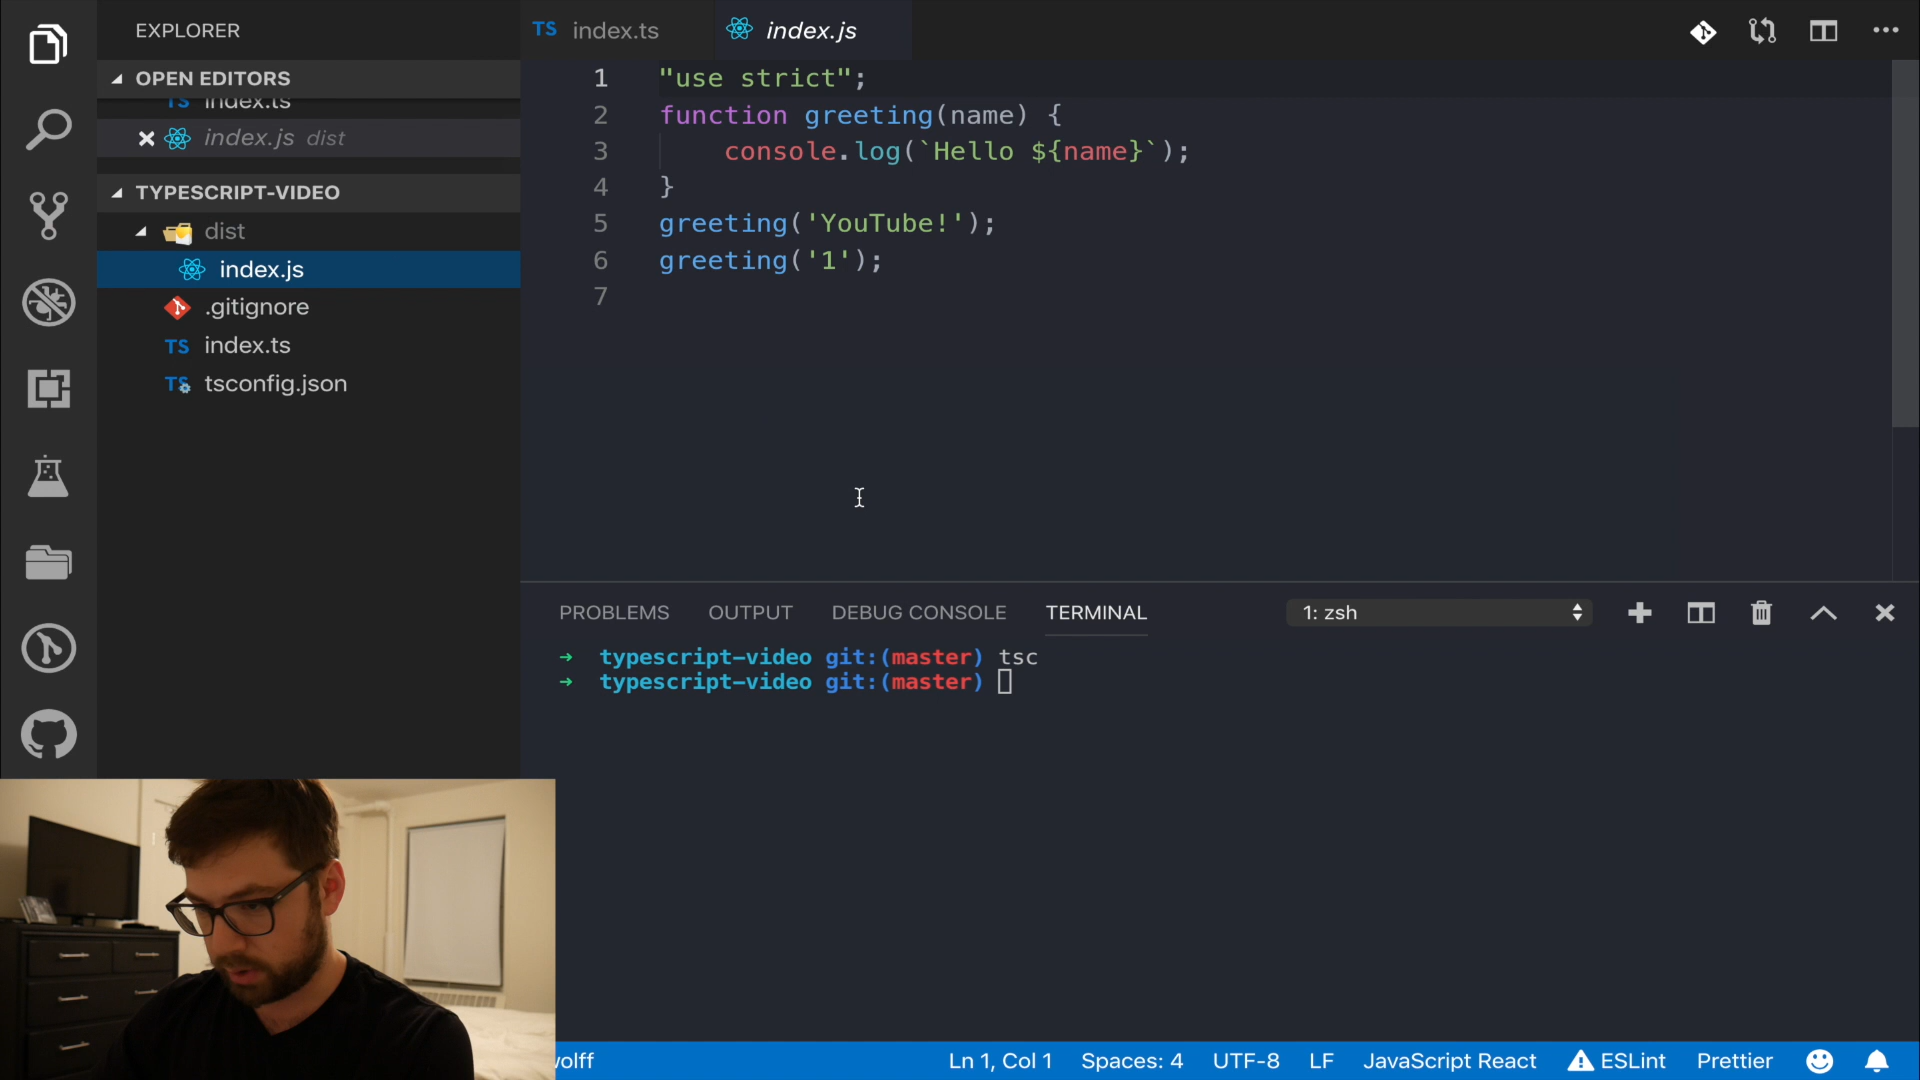 EXPLORER
OPEN EDITORS
TS index.ts
index.js dist
TYPESCRIPT-VIDEO
dist
index.js
.gitignore
TS index.ts
TS tsconfig.json
TS index.ts
index.js
1 "use strict";
2 function greeting(name) {
3 console.log(`Hello ${name}`);
4 }
5 greeting('YouTube!');
6 greeting('1');
7
PROBLEMS OUTPUT DEBUG CONSOLE TERMINAL 1: zsh
→ typescript-video git:(master) tsc
→ typescript-video git:(master)
olff Ln 1, Col 1 Spaces: 4 UTF-8 LF JavaScript React ESLint Prettier